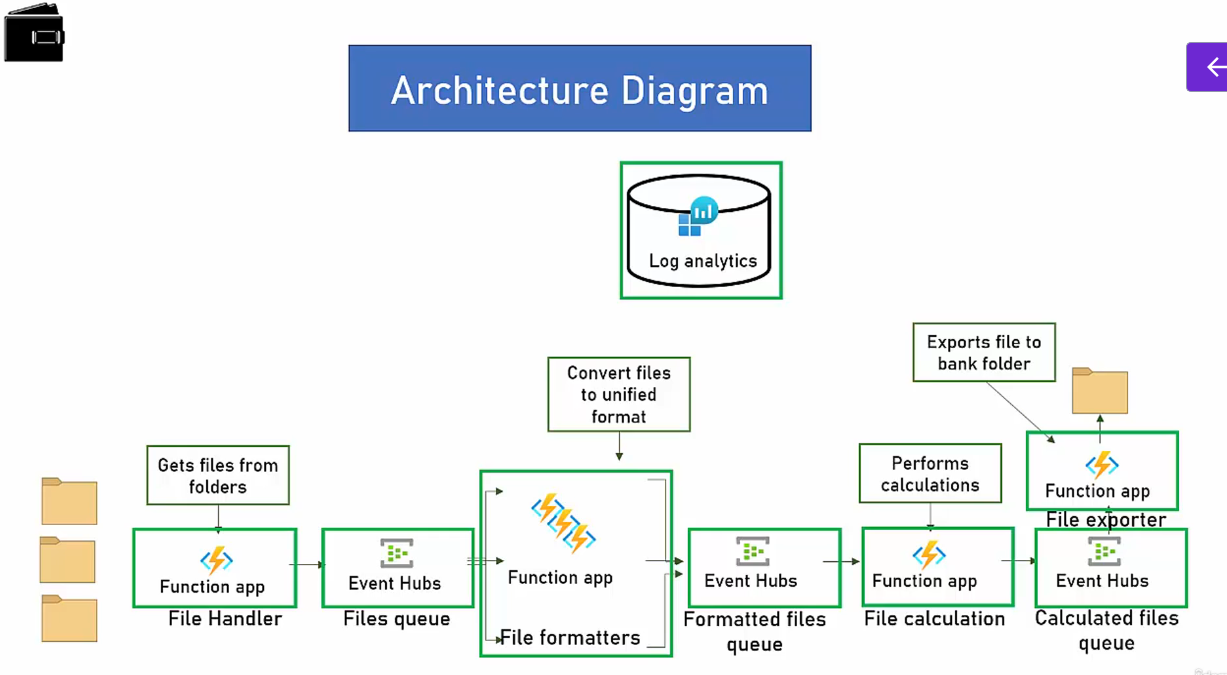 Architecture Diagram
Log analytics
Exports file to
bank folder
Convert files
to unified
format
Gets files from
folders
Performs
calculations
Function app
File exporter
Function app
File Handler
Event Hubs
Files queue
Function app
File formatters
Event Hubs
Formatted files
queue
Function app
File calculation
Event Hubs
Calculated files
queue